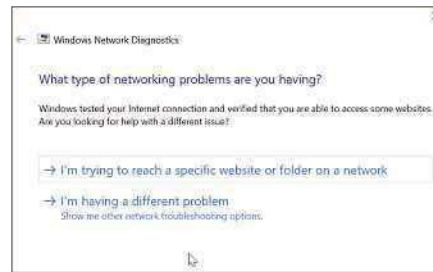 Windows Network Diagnostics
What type of networking problems are you having?
Windows tested your Internet connection and verified that you are able to access some websites.
Are you looking for help with a different issue?
→ I'm trying to reach a specific website or folder on a network
→ I'm having a different problem
Show me other network troubleshooting options.